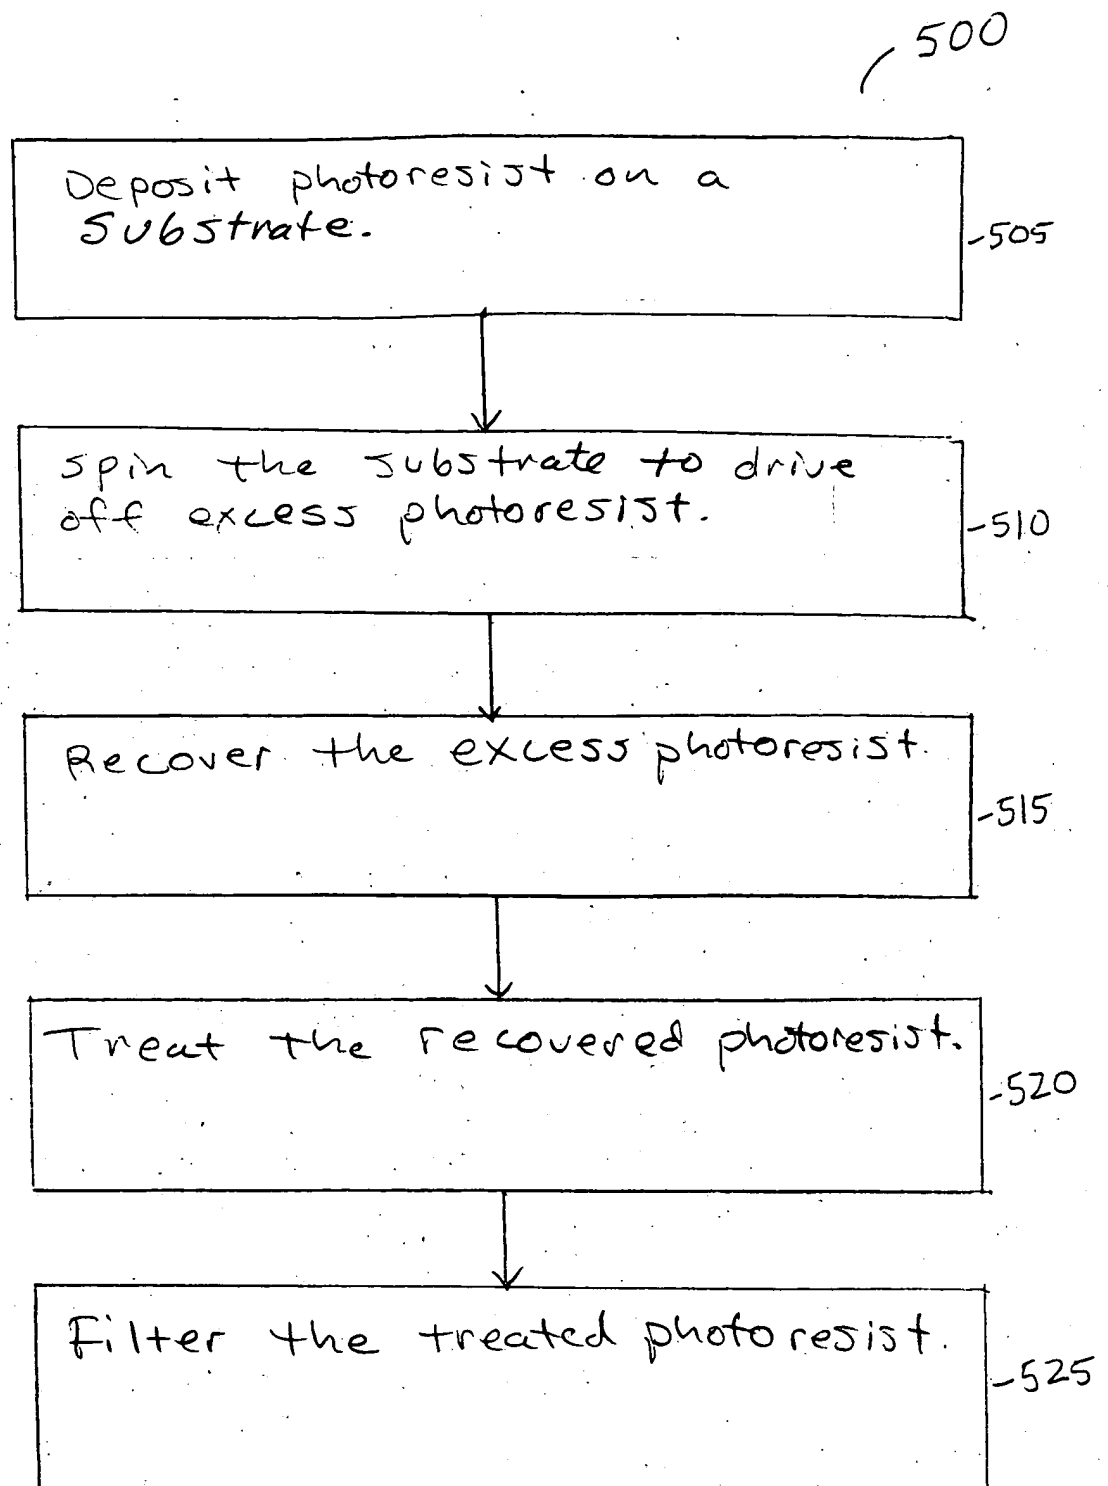 500
Deposit photoresist on a
substrate.
505
spin the substrate to drive
off excess photoresist.
510
Recover the excess photoresist.
515
Treat the recovered photoresist.
520
Filter the treated photoresist.
525